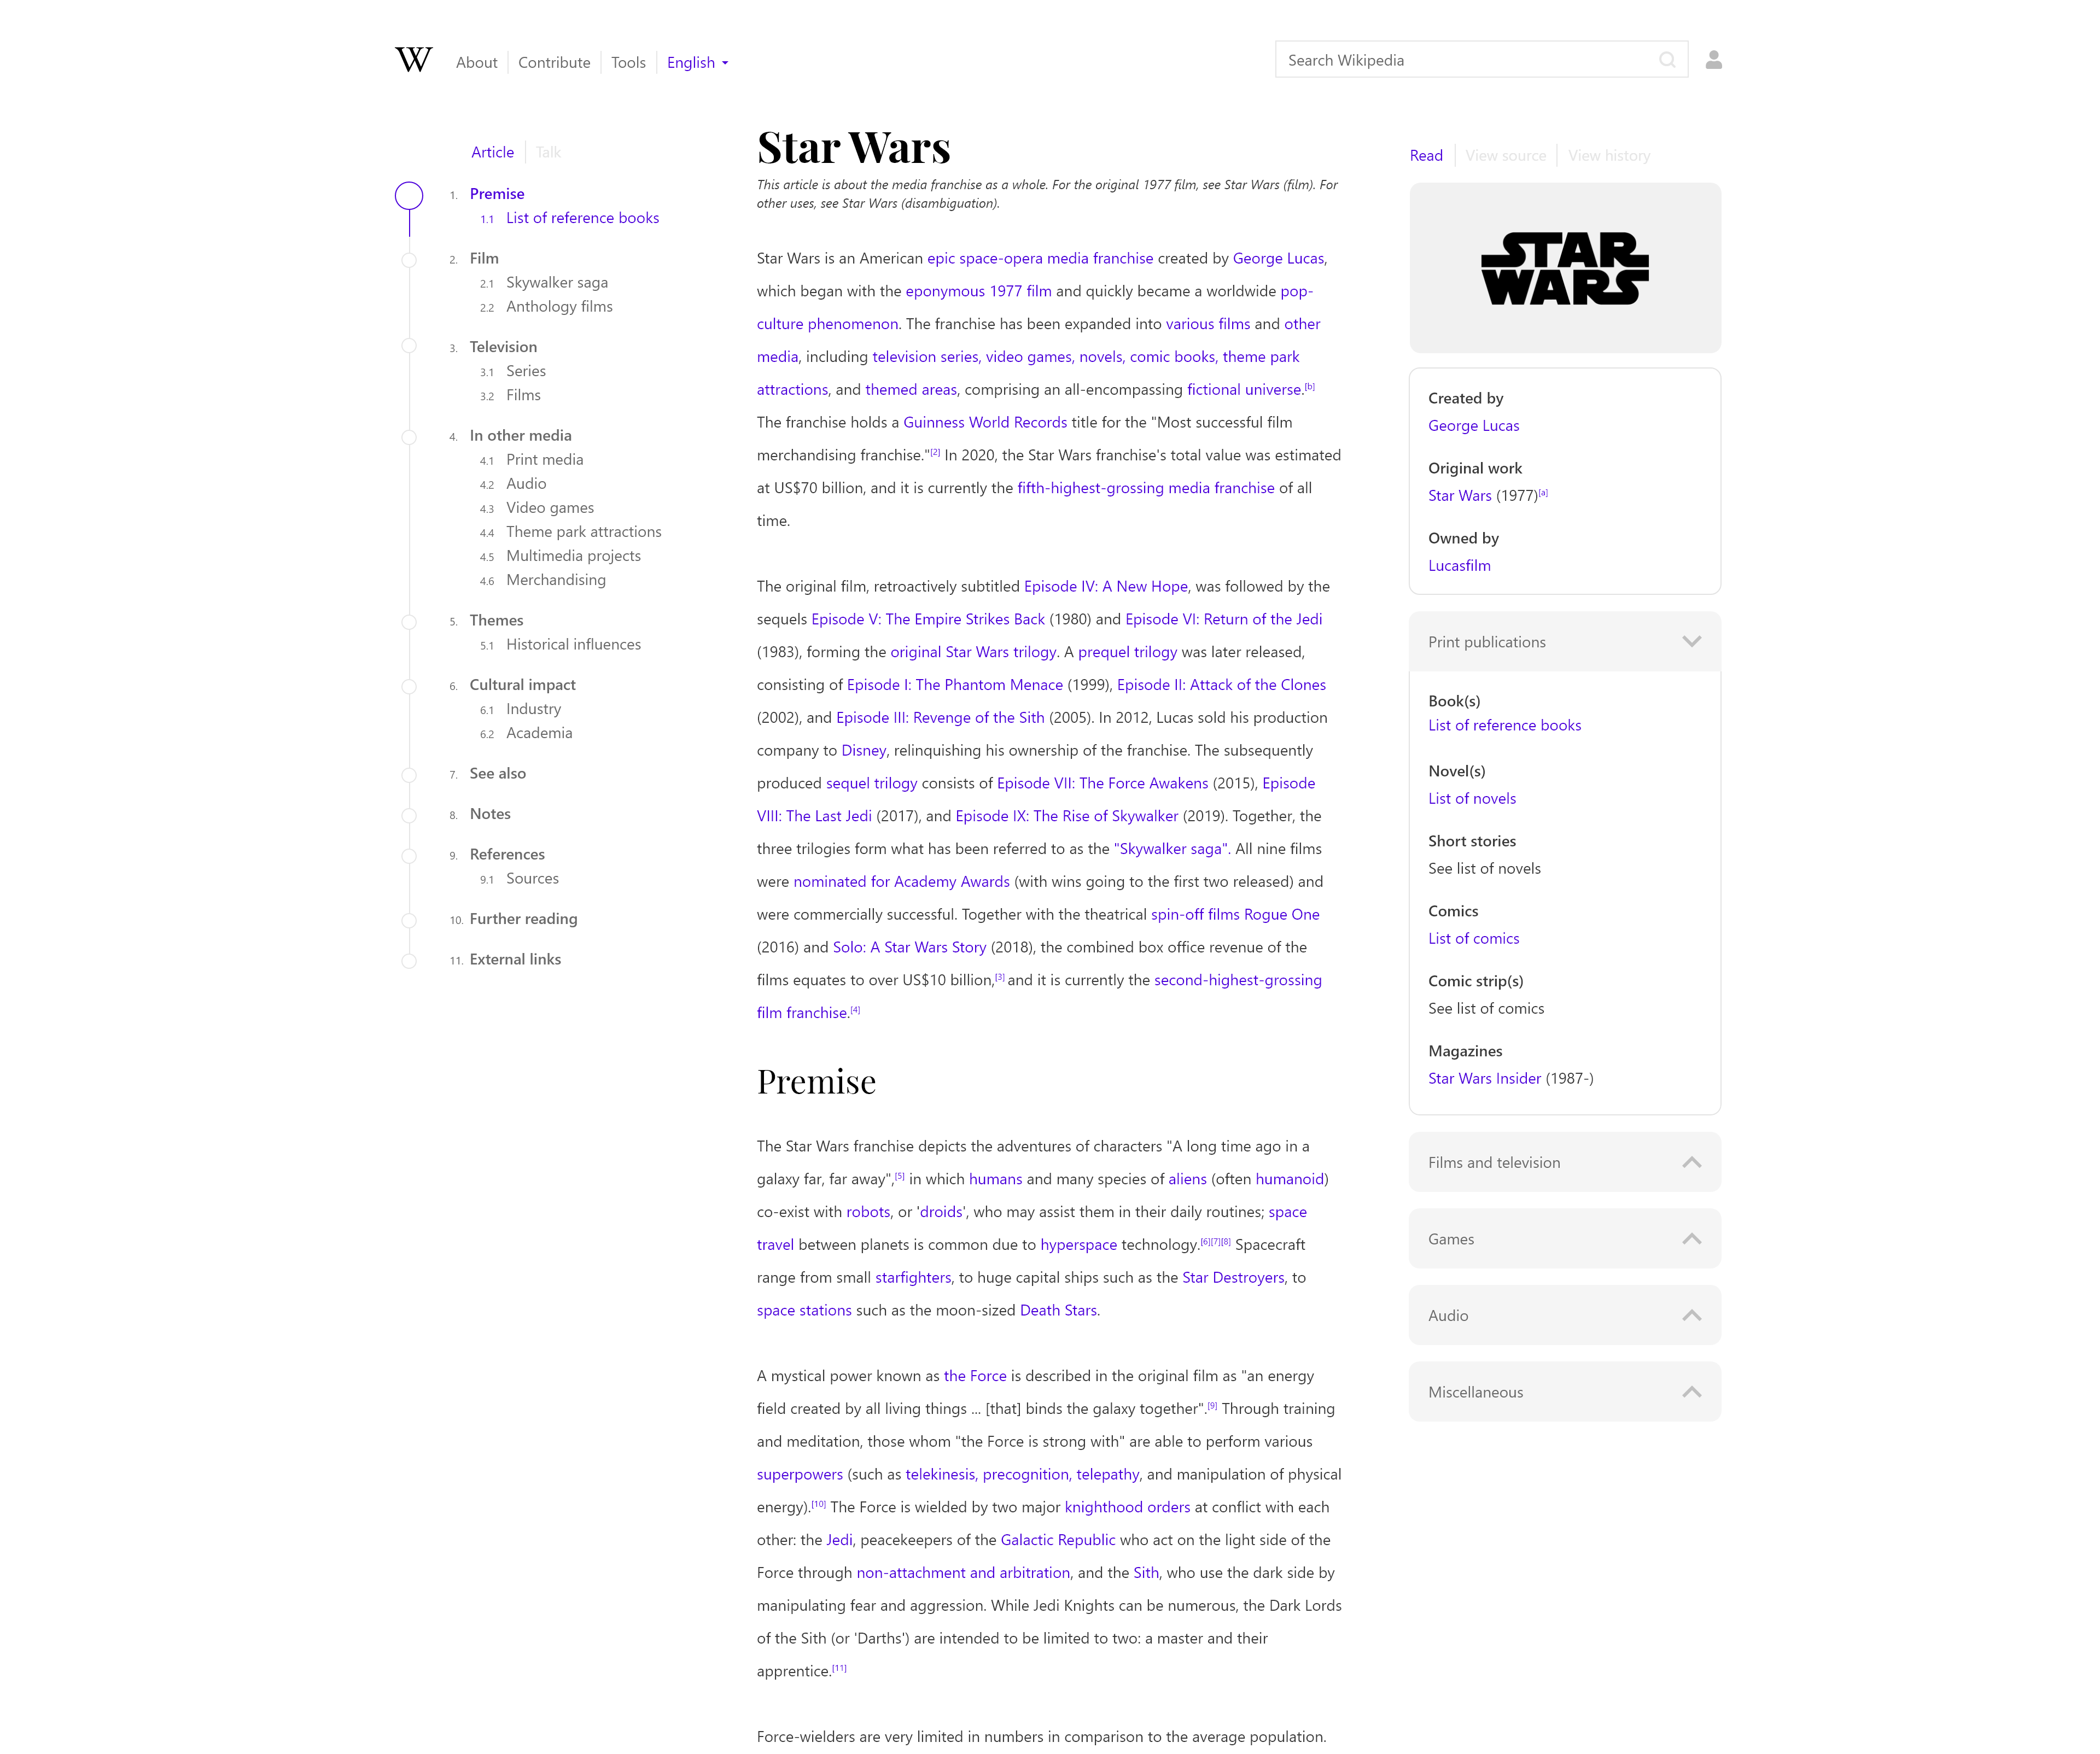 W
About
Contribute
Tools
English
Search Wikipedia
Article
Talk
1. Premise
1.1 List of reference books
2. Film
2.1 Skywalker saga
2.2 Anthology films
3. Television
3.1 Series
3.2 Films
4. In other media
4.1 Print media
4.2 Audio
4.3 Video games
4.4 Theme park attractions
4.5 Multimedia projects
4.6 Merchandising
5. Themes
5.1 Historical influences
6. Cultural impact
6.1 Industry
6.2 Academia
7. See also
8. Notes
9. References
9.1 Sources
10. Further reading
11. External links
Star Wars
This article is about the media franchise as a whole. For the original 1977 film, see Star Wars (film). For
other uses, see Star Wars (disambiguation).
Star Wars is an American epic space-opera media franchise created by George Lucas,
which began with the eponymous 1977 film and quickly became a worldwide pop-
culture phenomenon. The franchise has been expanded into various films and other
media, including television series, video games, novels, comic books, theme park
attractions, and themed areas, comprising an all-encompassing fictional universe.[b]
The franchise holds a Guinness World Records title for the "Most successful film
merchandising franchise."[2] In 2020, the Star Wars franchise's total value was estimated
at US$70 billion, and it is currently the fifth-highest-grossing media franchise of all
time.
The original film, retroactively subtitled Episode IV: A New Hope, was followed by the
sequels Episode V: The Empire Strikes Back (1980) and Episode VI: Return of the Jedi
(1983), forming the original Star Wars trilogy. A prequel trilogy was later released,
consisting of Episode I: The Phantom Menace (1999), Episode II: Attack of the Clones
(2002), and Episode III: Revenge of the Sith (2005). In 2012, Lucas sold his production
company to Disney, relinquishing his ownership of the franchise. The subsequently
produced sequel trilogy consists of Episode VII: The Force Awakens (2015), Episode
VIII: The Last Jedi (2017), and Episode IX: The Rise of Skywalker (2019). Together, the
three trilogies form what has been referred to as the "Skywalker saga". All nine films
were nominated for Academy Awards (with wins going to the first two released) and
were commercially successful. Together with the theatrical spin-off films Rogue One
(2016) and Solo: A Star Wars Story (2018), the combined box office revenue of the
films equates to over US$10 billion,[3] and it is currently the second-highest-grossing
film franchise.[4]
Premise
The Star Wars franchise depicts the adventures of characters "A long time ago in a
galaxy far, far away",[5] in which humans and many species of aliens (often humanoid)
co-exist with robots, or 'droids', who may assist them in their daily routines; space
travel between planets is common due to hyperspace technology.[6][7][8] Spacecraft
range from small starfighters, to huge capital ships such as the Star Destroyers, to
space stations such as the moon-sized Death Stars.
A mystical power known as the Force is described in the original film as "an energy
field created by all living things ... [that] binds the galaxy together".[9] Through training
and meditation, those whom "the Force is strong with" are able to perform various
superpowers (such as telekinesis, precognition, telepathy, and manipulation of physical
energy).[10] The Force is wielded by two major knighthood orders at conflict with each
other: the Jedi, peacekeepers of the Galactic Republic who act on the light side of the
Force through non-attachment and arbitration, and the Sith, who use the dark side by
manipulating fear and aggression. While Jedi Knights can be numerous, the Dark Lords
of the Sith (or 'Darths') are intended to be limited to two: a master and their
apprentice.[11]
Force-wielders are very limited in numbers in comparison to the average population.
Read
View source
View history
STAR
WARS
Created by
George Lucas
Original work
Star Wars (1977)[a]
Owned by
Lucasfilm
Print publications
Book(s)
List of reference books
Novel(s)
List of novels
Short stories
See list of novels
Comics
List of comics
Comic strip(s)
See list of comics
Magazines
Star Wars Insider (1987-)
Films and television
Games
Audio
Miscellaneous